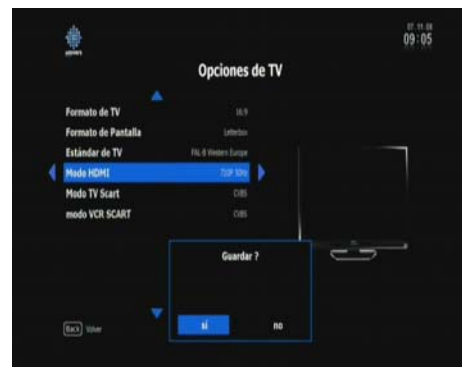 09:05
Opciones de TV
Formato de TV 16:9
Formato de Pantalla Letterbox
Estándar de TV PAL-B Western Europe
Modo HDMI 720P 50Hz
Modo TV Scart CVBS
modo VCR SCART CVBS
Guardar ?
sí no
Back Volver